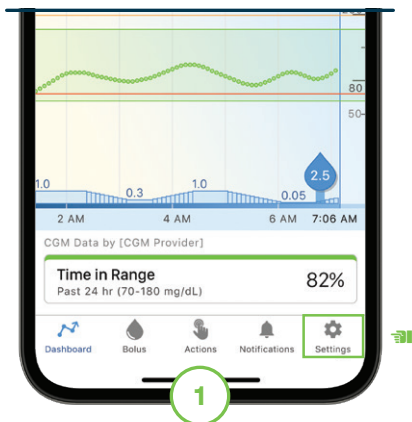 80
50
2.5
1.0
0.3
1.0
0.05
2 AM
4 AM
6 AM
7:06 AM
CGM Data by [CGM Provider]
Time in Range
82%
Past 24 hr (70-180 mg/dL)
Dashboard
Bolus
Actions
Notifications
Settings
1